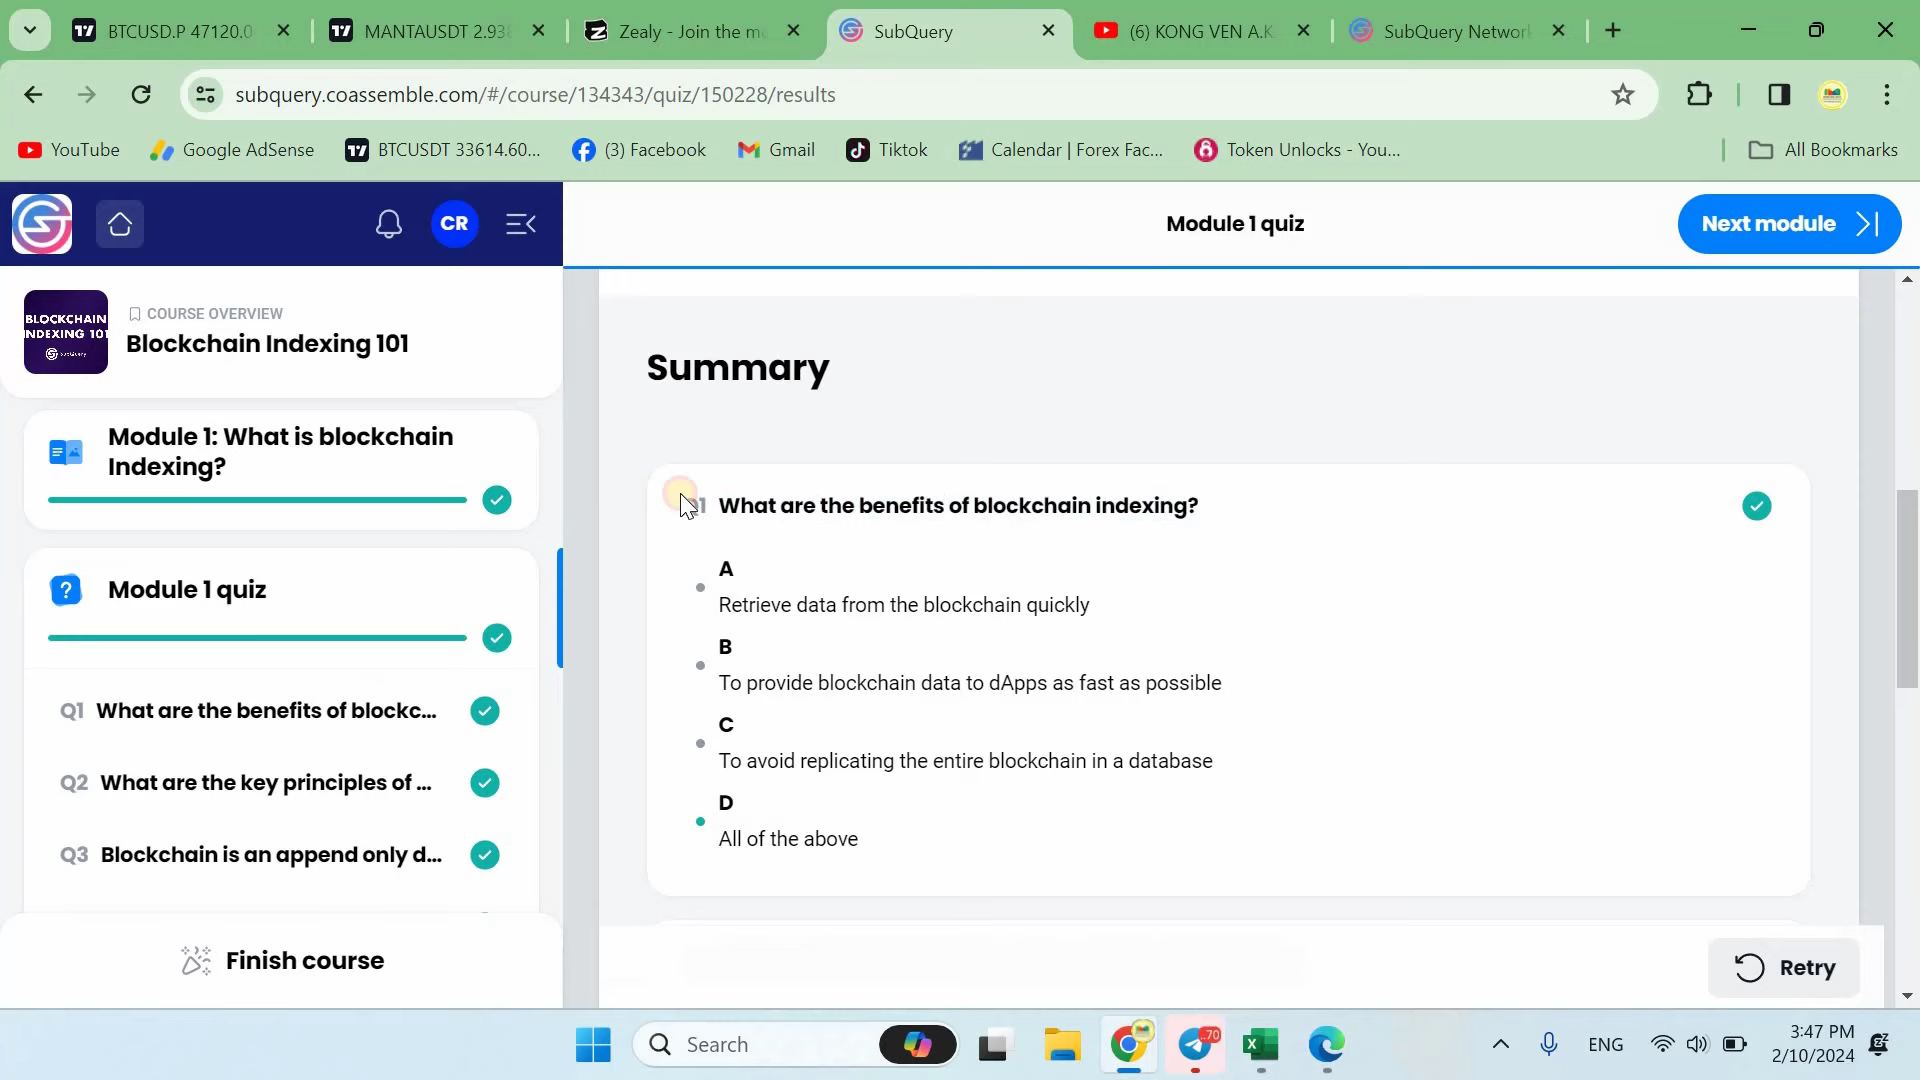 BTCUSD.P 47120.0
MANTAUSDT 2.938
Zealy - Join the m
SubQuery
(6) KONG VEN A.K
SubQuery Network
subquery.coassemble.com/#/course/134343/quiz/150228/results
YouTube
Google AdSense
BTCUSDT 33614.60...
(3) Facebook
Gmail
Tiktok
Calendar | Forex Fac...
Token Unlocks - You...
All Bookmarks
CR
Module 1 quiz
Next module
BLOCKCHAIN
INDEXING 101
SubQuery
COURSE OVERVIEW
Blockchain Indexing 101
Module 1: What is blockchain
Indexing?
Module 1 quiz
Q1 What are the benefits of blockc...
Q2 What are the key principles of ...
Q3 Blockchain is an append only d...
Finish course
Summary
Q1 What are the benefits of blockchain indexing?
A
Retrieve data from the blockchain quickly
B
To provide blockchain data to dApps as fast as possible
C
To avoid replicating the entire blockchain in a database
D
All of the above
Retry
Search
70
ENG
3:47 PM
2/10/2024